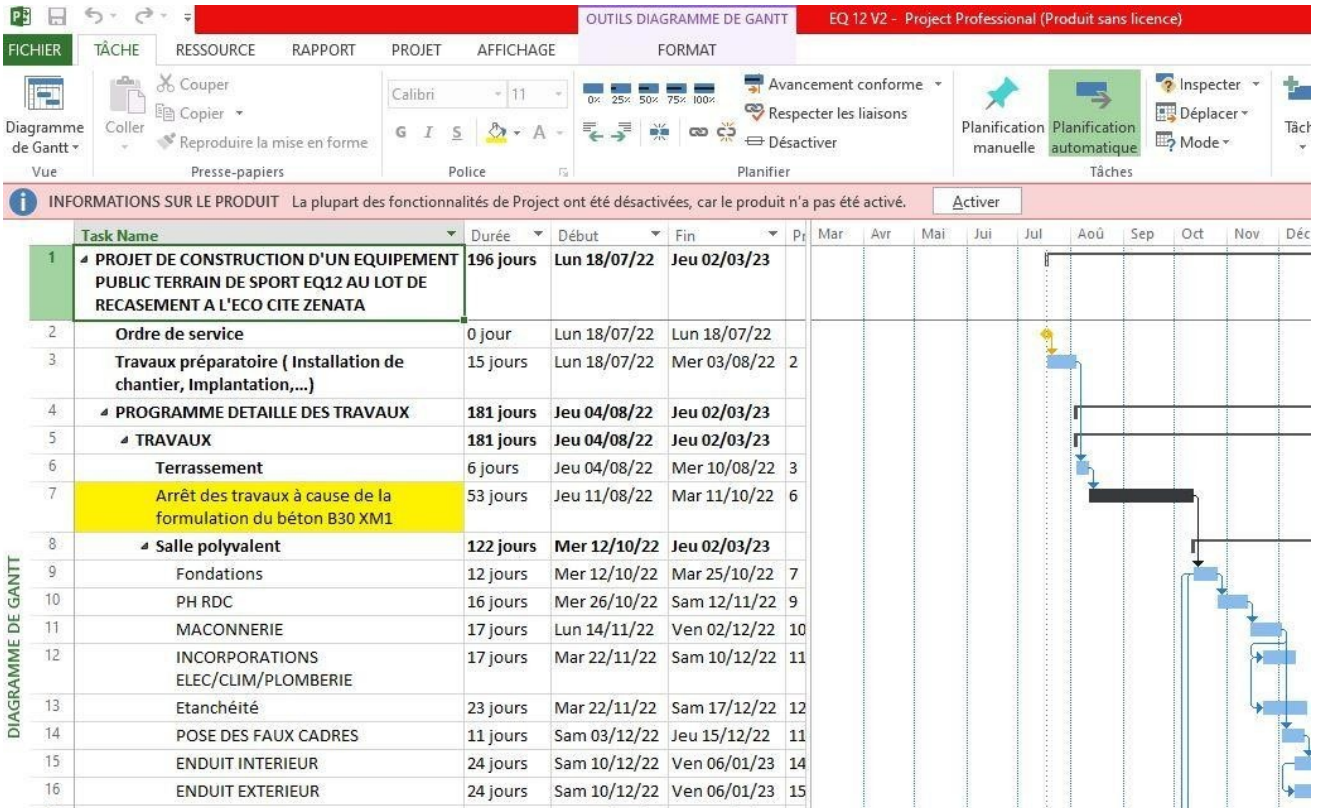 OUTILS DIAGRAMME DE GANTT EQ 12 V2 - Project Professional (Produit sans licence)
FICHIER TÂCHE RESSOURCE RAPPORT PROJET AFFICHAGE FORMAT
Couper
Copier
Reproduire la mise en forme
Diagramme
de Gantt
Coller
Calibri 11
G I S A
0% 25% 50% 75% 100%
Avancement conforme
Respecter les liaisons
Désactiver
Planification
manuelle
Planification
automatique
Inspecter
Déplacer
Mode
Tâch
Vue Presse-papiers Police Planifier Tâches
INFORMATIONS SUR LE PRODUIT La plupart des fonctionnalités de Project ont été désactivées, car le produit n'a pas été activé. Activer
Task Name Durée Début Fin Pr Mar Avr Mai Jui Jul Aoû Sep Oct Nov Déc
1 PROJET DE CONSTRUCTION D'UN EQUIPEMENT 196 jours Lun 18/07/22 Jeu 02/03/23
PUBLIC TERRAIN DE SPORT EQ12 AU LOT DE
RECASEMENT A L'ECO CITE ZENATA
2 Ordre de service 0 jour Lun 18/07/22 Lun 18/07/22
3 Travaux préparatoire ( Installation de 15 jours Lun 18/07/22 Mer 03/08/22 2
chantier, Implantation,...)
4 PROGRAMME DETAILLE DES TRAVAUX 181 jours Jeu 04/08/22 Jeu 02/03/23
5 TRAVAUX 181 jours Jeu 04/08/22 Jeu 02/03/23
6 Terrassement 6 jours Jeu 04/08/22 Mer 10/08/22 3
7 Arrêt des travaux à cause de la 53 jours Jeu 11/08/22 Mar 11/10/22 6
formulation du béton B30 XM1
8 Salle polyvalent 122 jours Mer 12/10/22 Jeu 02/03/23
9 Fondations 12 jours Mer 12/10/22 Mar 25/10/22 7
10 PH RDC 16 jours Mer 26/10/22 Sam 12/11/22 9
11 MACONNERIE 17 jours Lun 14/11/22 Ven 02/12/22 10
12 INCORPORATIONS 17 jours Mar 22/11/22 Sam 10/12/22 11
ELEC/CLIM/PLOMBERIE
13 Etanchéité 23 jours Mar 22/11/22 Sam 17/12/22 12
14 POSE DES FAUX CADRES 11 jours Sam 03/12/22 Jeu 15/12/22 11
15 ENDUIT INTERIEUR 24 jours Sam 10/12/22 Ven 06/01/23 14
16 ENDUIT EXTERIEUR 24 jours Sam 10/12/22 Ven 06/01/23 15
DIAGRAMME DE GANTT